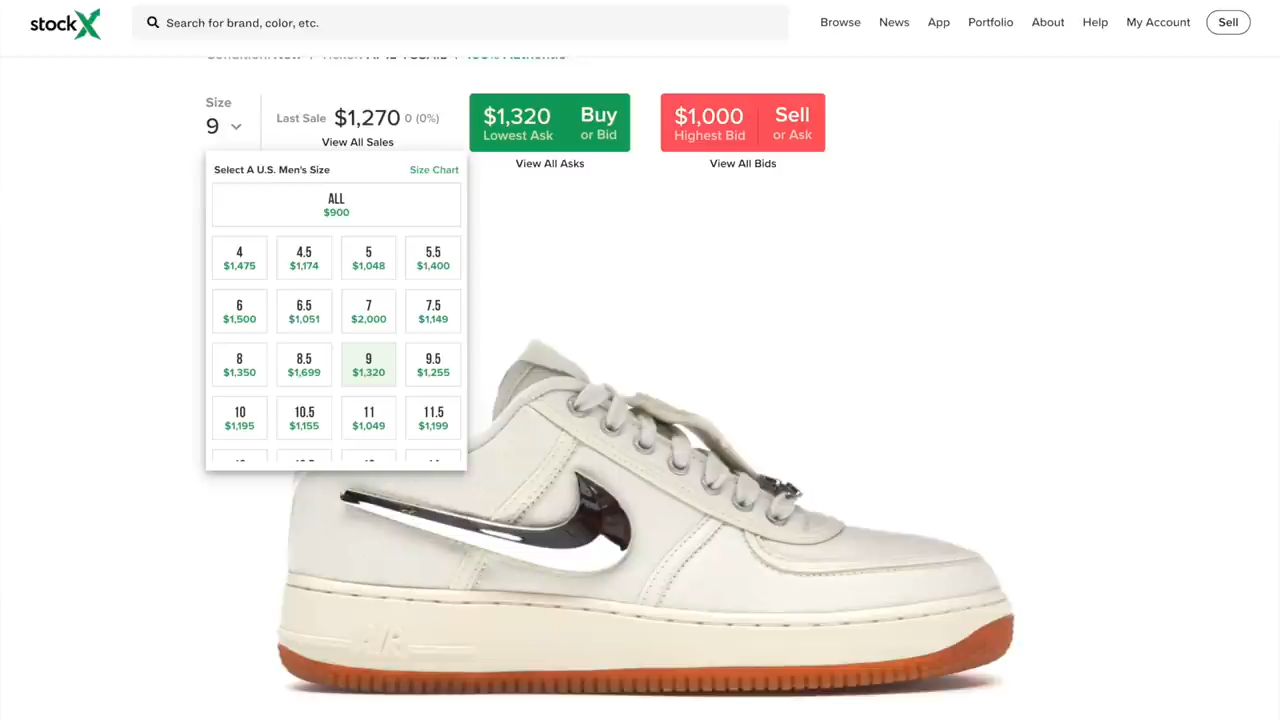 stockX
Search for brand, color, etc.
Browse News App Portfolio About Help My Account Sell
Size
9
Last Sale $1,270 0 (0%)
View All Sales
$1,320 Buy
Lowest Ask or Bid
View All Asks
$1,000 Sell
Highest Bid or Ask
View All Bids
Select A U.S. Men's Size Size Chart
ALL
$900
4 4.5 5 5.5
$1,475 $1,174 $1,048 $1,400
6 6.5 7 7.5
$1,500 $1,051 $2,000 $1,149
8 8.5 9 9.5
$1,350 $1,699 $1,320 $1,255
10 10.5 11 11.5
$1,195 $1,155 $1,049 $1,199
AIR